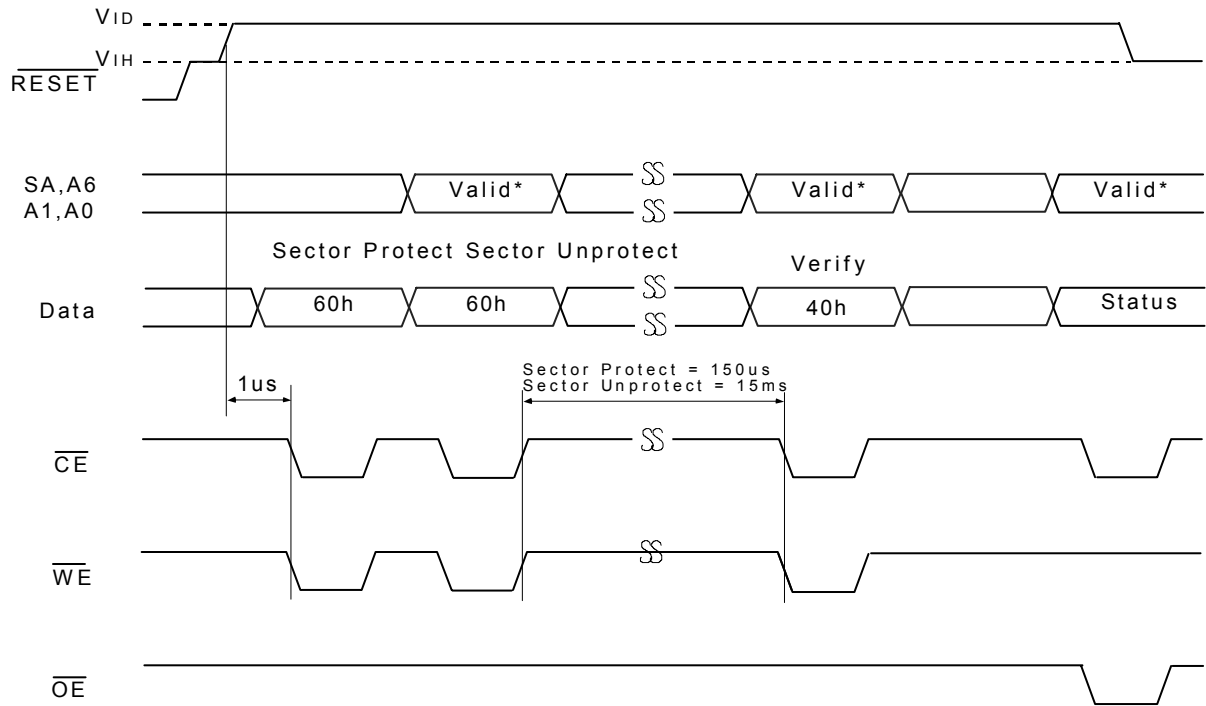 VID
VIH
RESET
SA,A6
A1,A0
Valid*
Valid*
Valid*
Sector Protect Sector Unprotect
Verify
Data
60h
60h
40h
Status
1us
Sector Protect = 150us
Sector Unprotect = 15ms
CE
WE
OE